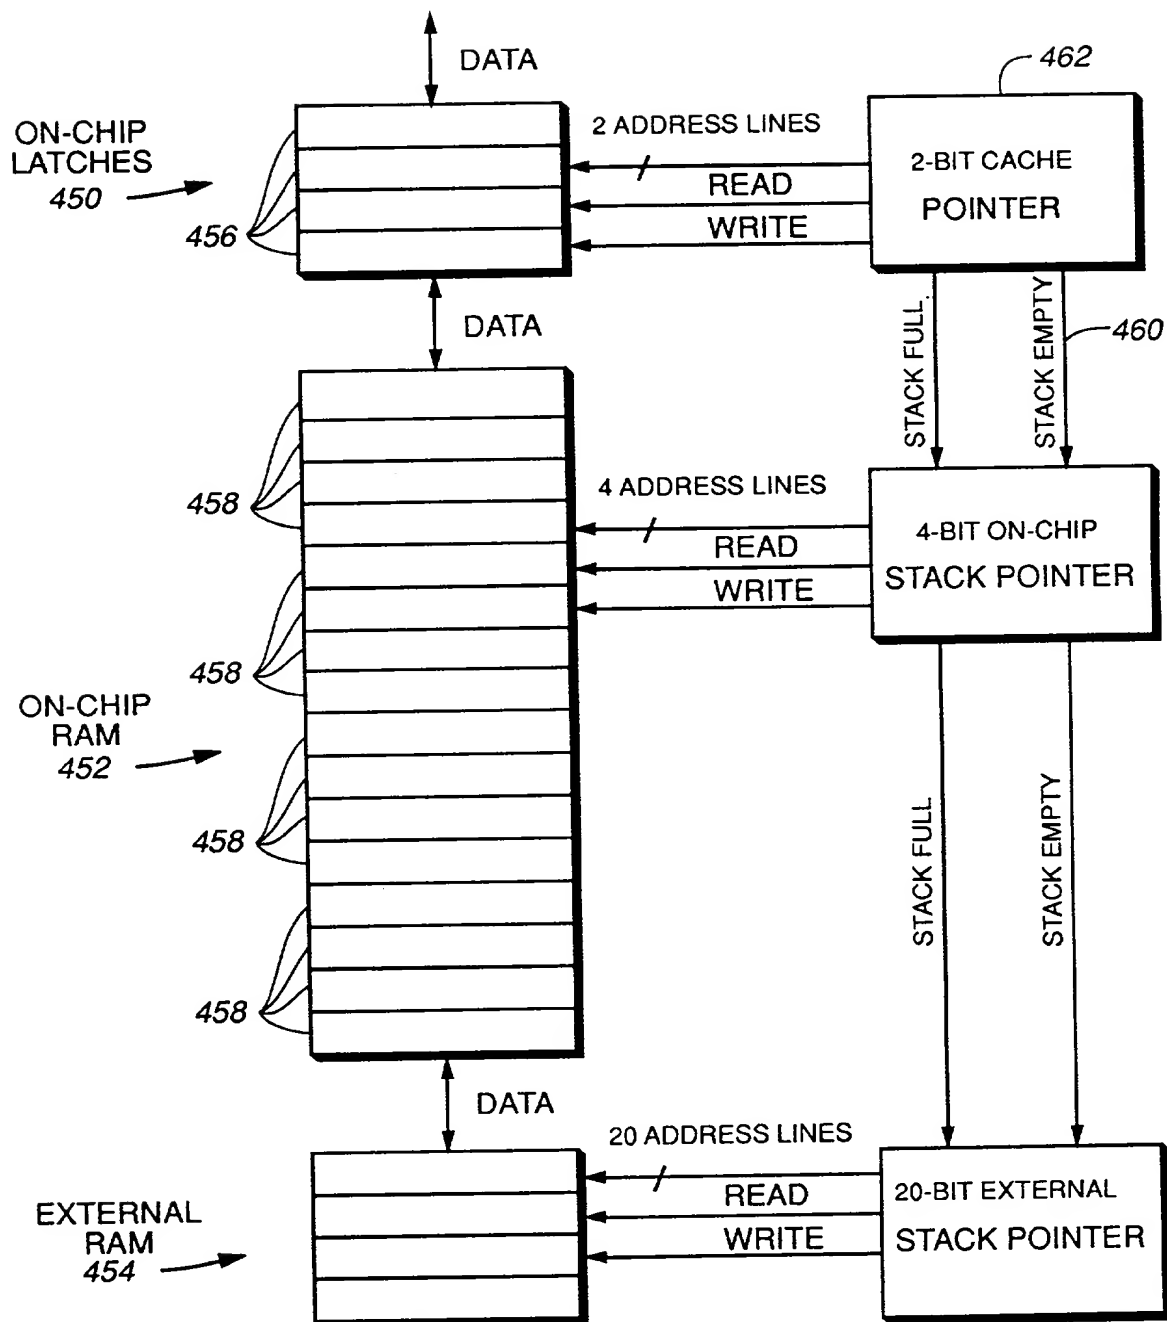 DATA
462
ON-CHIP
LATCHES
450
2 ADDRESS LINES
READ
WRITE
456
2-BIT CACHE
POINTER
DATA
STACK FULL
STACK EMPTY
460
458
4 ADDRESS LINES
READ
WRITE
4-BIT ON-CHIP
STACK POINTER
458
ON-CHIP
RAM
452
458
STACK FULL
STACK EMPTY
458
DATA
20 ADDRESS LINES
READ
WRITE
20-BIT EXTERNAL
STACK POINTER
EXTERNAL
RAM
454